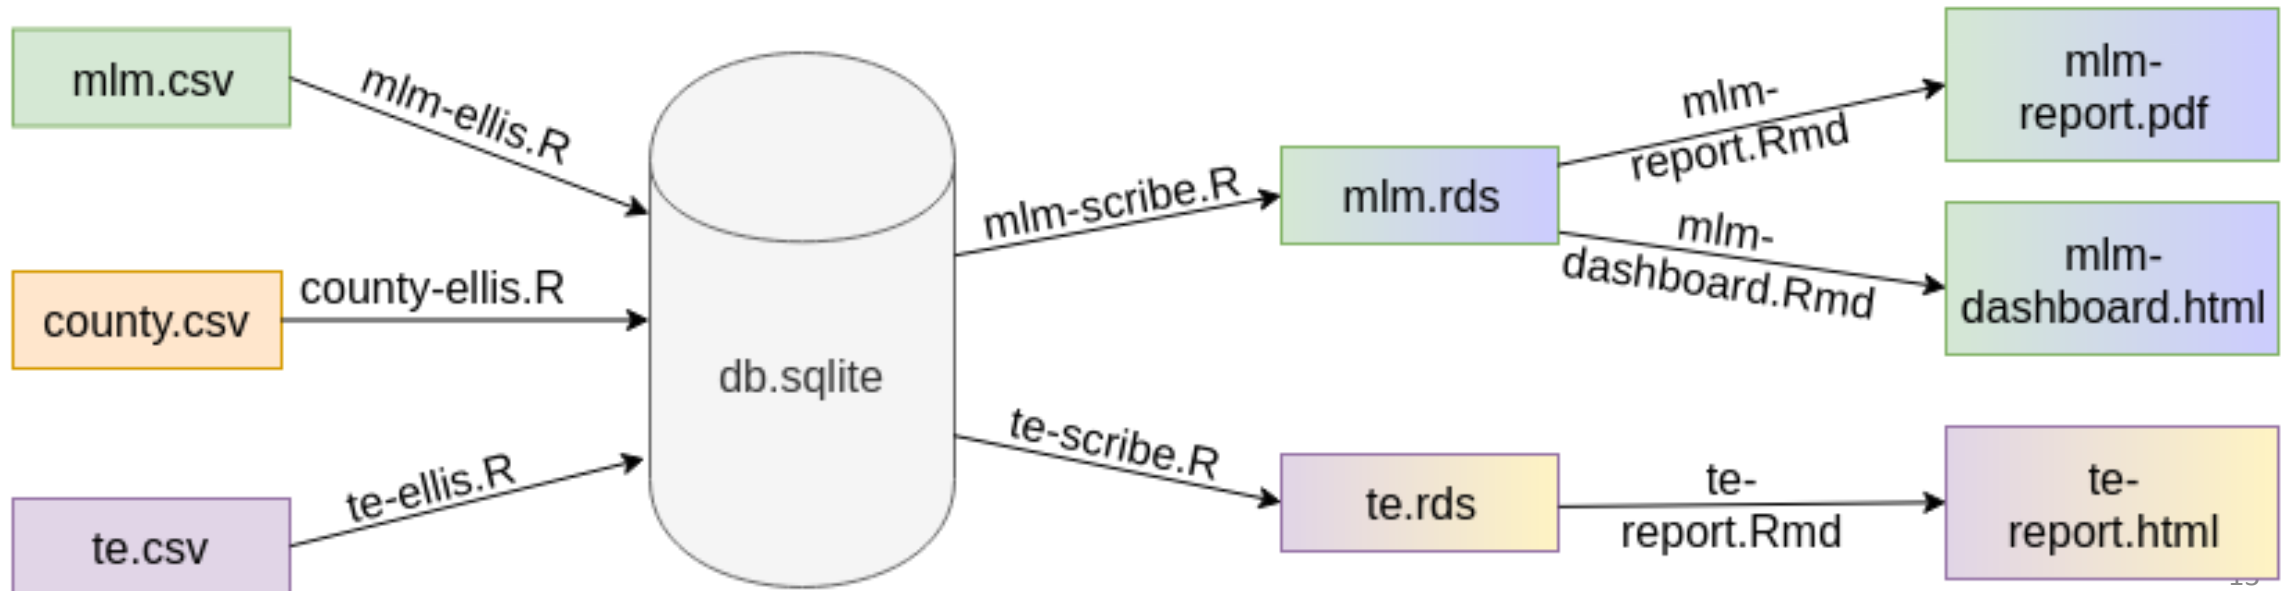 mlm.csv
mlm-ellis.R
county.csv
county-ellis.R
te.csv
te-ellis.R
db.sqlite
mlm-scribe.R
te-scribe.R
mlm.rds
te.rds
mlm-
report.Rmd
mlm-
dashboard.Rmd
te-
report.Rmd
mlm-
report.pdf
mlm-
dashboard.html
te-
report.html